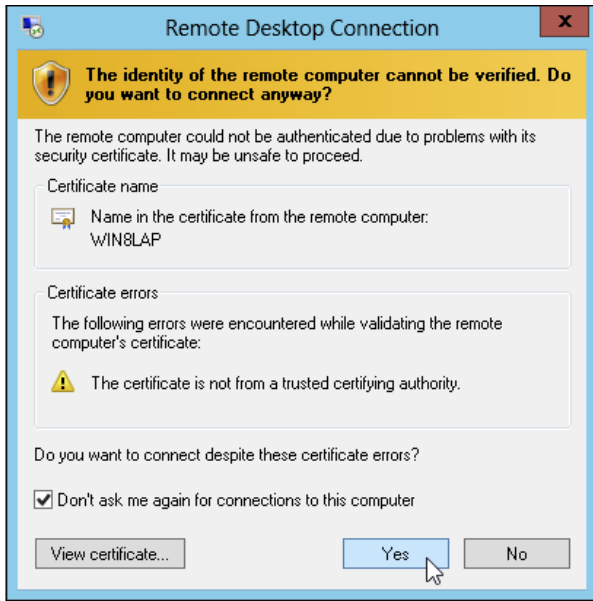 Remote Desktop Connection
x
The identity of the remote computer cannot be verified. Do
you want to connect anyway?
The remote computer could not be authenticated due to problems with its
security certificate. It may be unsafe to proceed.
Certificate name
Name in the certificate from the remote computer:
WIN8LAP
Certificate errors
The following errors were encountered while validating the remote
computer's certificate:
The certificate is not from a trusted certifying authority.
Do you want to connect despite these certificate errors?
Don't ask me again for connections to this computer
View certificate...
Yes
No